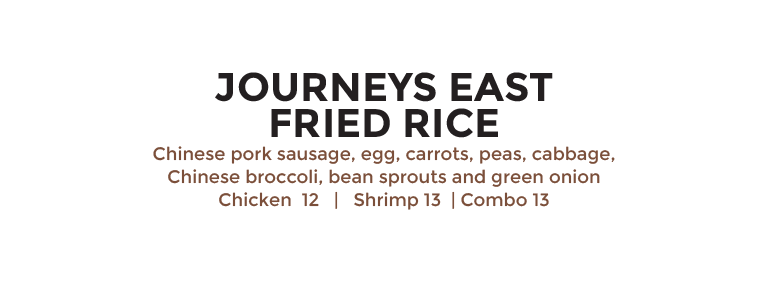 JOURNEYS EAST
FRIED RICE
Chinese pork sausage, egg, carrots, peas, cabbage,
Chinese broccoli, bean sprouts and green onion
Chicken  12   |   Shrimp 13  | Combo 13